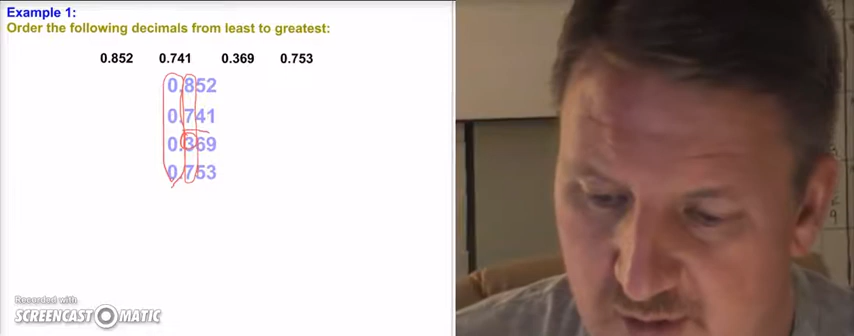 Example 1:
Order the following decimals from least to greatest:
0.852 0.741 0.369 0.753
0.852
0.741
0.369
0.753
Recorded with
SCREENCAST MATIC